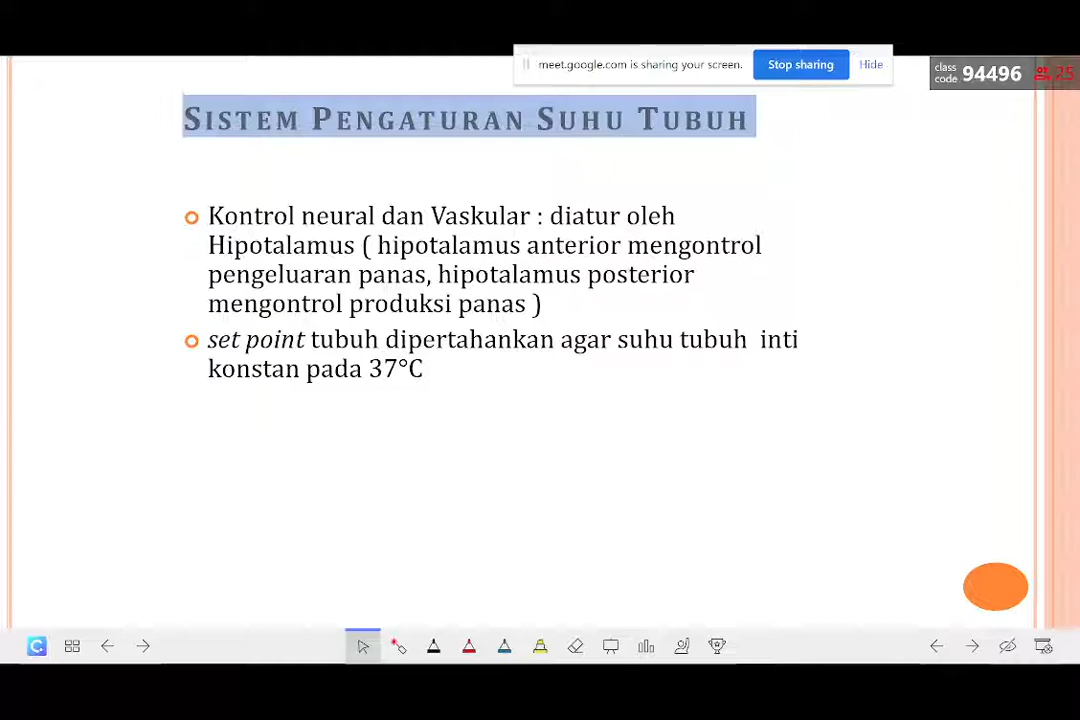 meet.google.com is sharing your screen. Stop sharing Hide
class code 94496 25
SISTEM PENGATURAN SUHU TUBUH
Kontrol neural dan Vaskular : diatur oleh
Hipotalamus ( hipotalamus anterior mengontrol
pengeluaran panas, hipotalamus posterior
mengontrol produksi panas )
set point tubuh dipertahankan agar suhu tubuh inti
konstan pada 37°C